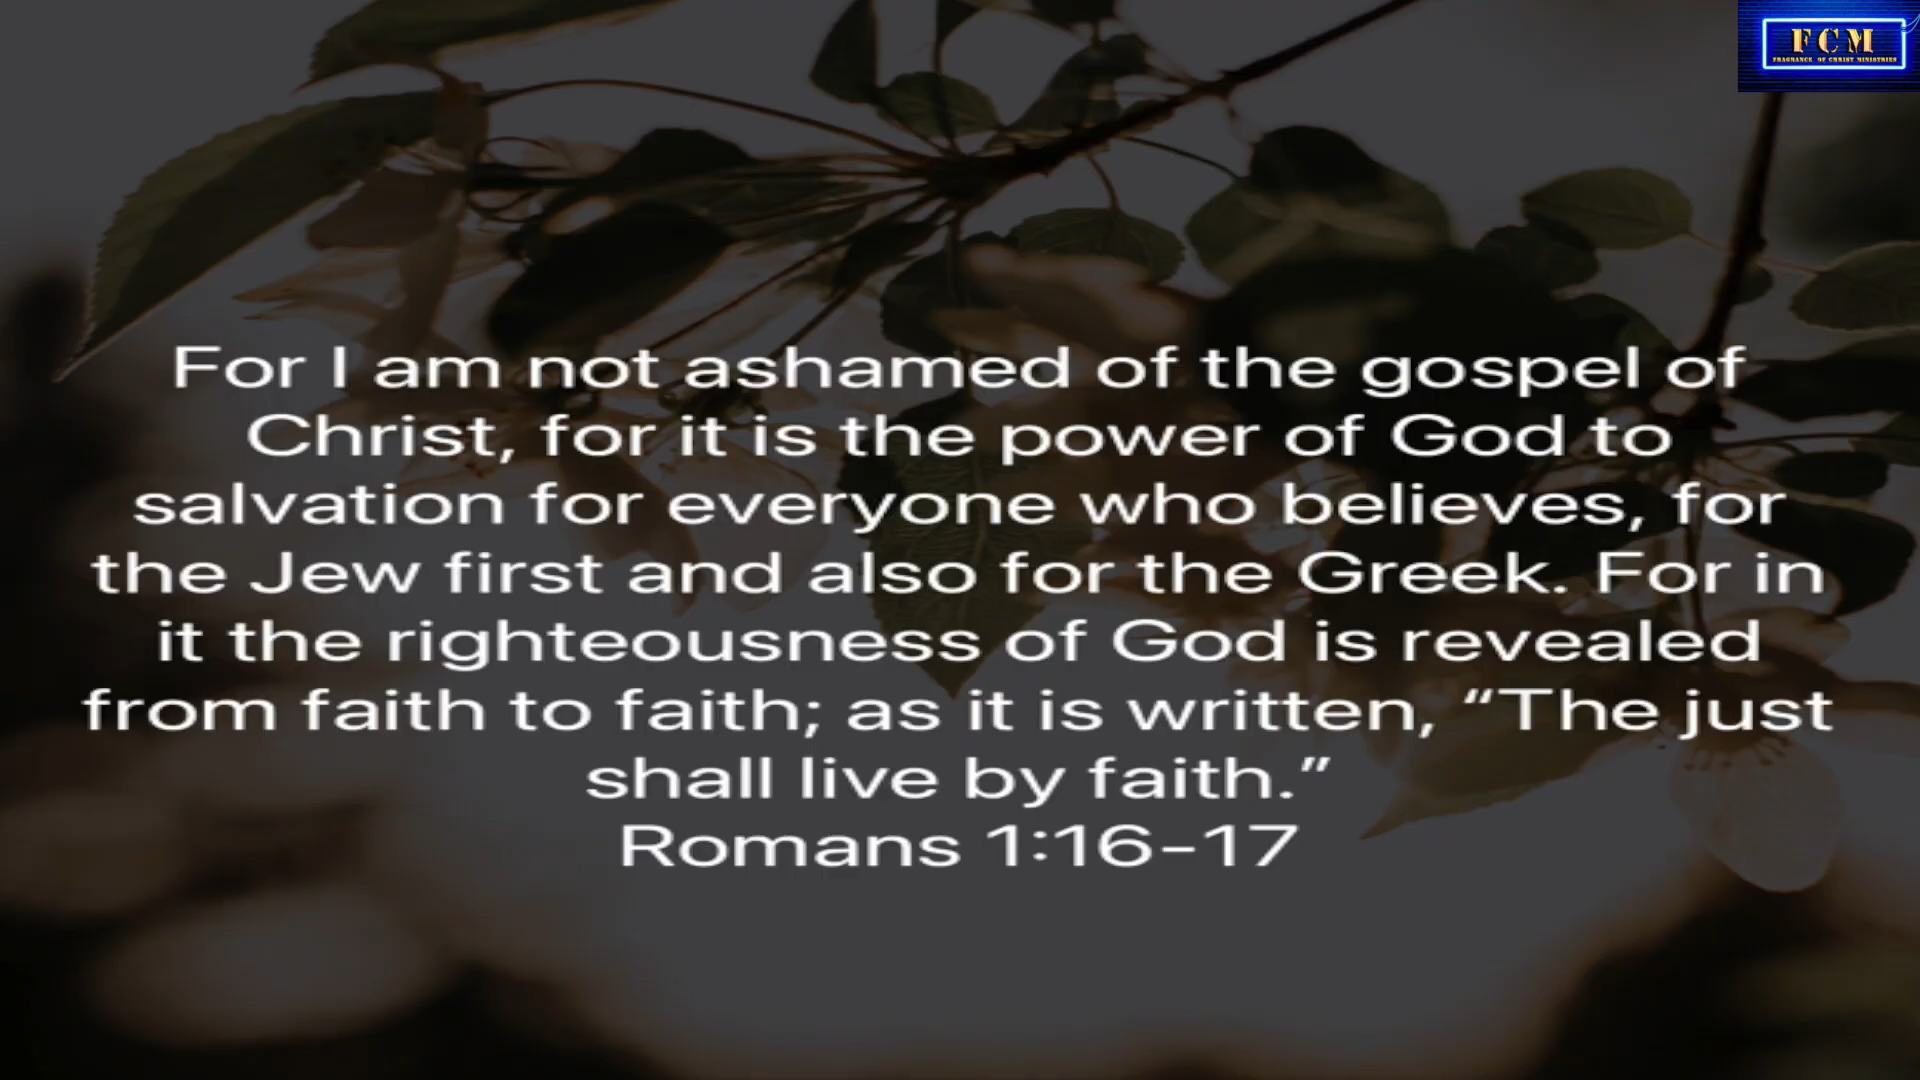 FCM
FRAGRANCE OF CHRIST MINISTRIES
For I am not ashamed of the gospel of
Christ, for it is the power of God to
salvation for everyone who believes, for
the Jew first and also for the Greek. For in
it the righteousness of God is revealed
from faith to faith; as it is written, “The just
shall live by faith.”
Romans 1:16–17